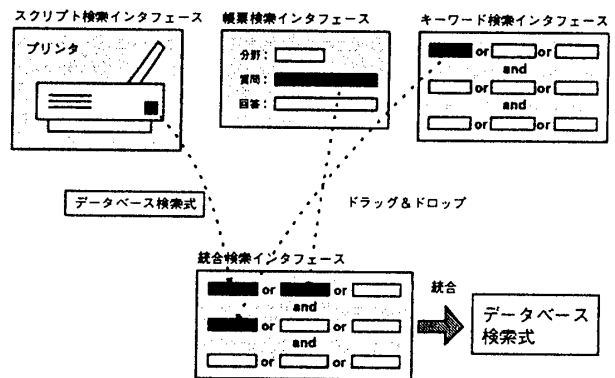 スクリプト検索インタフェース
帳票検索インタフェース
キーワード検索インタフェース
プリンタ
分野：
質問：
回答：
or or
and
or or
and
or or
データベース検索式
ドラッグ＆ドロップ
統合検索インタフェース
or or
and
or or
and
or or
統合
データベース
検索式